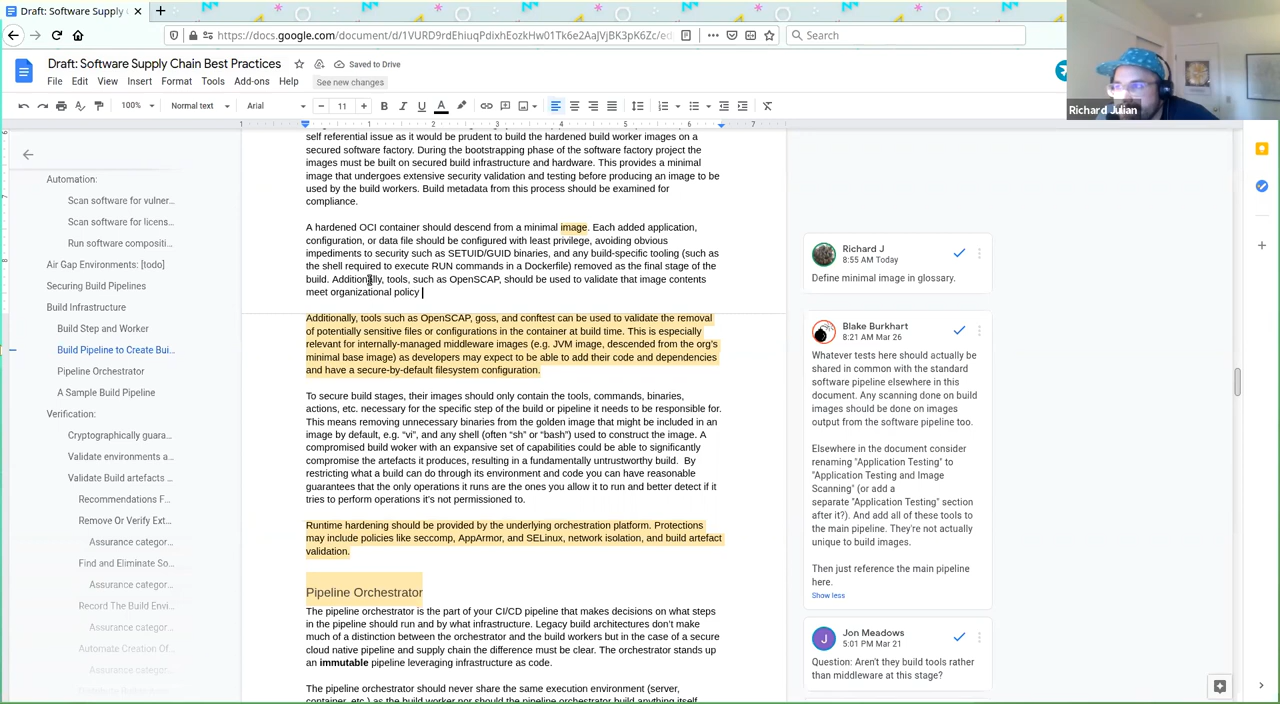 Draft: Software Supply C
https://docs.google.com/document/d/1VURD9rdEhiuqPdixhEozkHw01Tk6e2AaJVjBK3pK6Zc/ed
Search
Draft: Software Supply Chain Best Practices
Saved to Drive
File Edit View Insert Format Tools Add-ons Help
See new changes
100%
Normal text
Arial
11
Richard Julian
1 2 3 4 5 6 7
Automation:
Scan software for vulner...
Scan software for licens...
Run software compositi...
Air Gap Environments: [todo]
Securing Build Pipelines
Build Infrastructure
Build Step and Worker
Build Pipeline to Create Bui...
Pipeline Orchestrator
A Sample Build Pipeline
Verification:
Cryptographically guara...
Validate environments a...
Validate Build artefacts ...
Recommendations F...
Remove Or Verify Ext...
Assurance categor...
Find and Eliminate So...
Assurance categor...
Record The Build Envi...
Assurance categor...
Automate Creation Of...
Assurance categor...
self referential issue as it would be prudent to build the hardened build worker images on a
secured software factory. During the bootstrapping phase of the software factory project the
images must be built on secured build infrastructure and hardware. This provides a minimal
image that undergoes extensive security validation and testing before producing an image to be
used by the build workers. Build metadata from this process should be examined for
compliance.
A hardened OCI container should descend from a minimal image. Each added application,
configuration, or data file should be configured with least privilege, avoiding obvious
impediments to security such as SETUID/GUID binaries, and any build-specific tooling (such as
the shell required to execute RUN commands in a Dockerfile) removed as the final stage of the
build. Additionally, tools, such as OpenSCAP, should be used to validate that image contents
meet organizational policy
Additionally, tools such as OpenSCAP, goss, and conftest can be used to validate the removal
of potentially sensitive files or configurations in the container at build time. This is especially
relevant for internally-managed middleware images (e.g. JVM image, descended from the org's
minimal base image) as developers may expect to be able to add their code and dependencies
and have a secure-by-default filesystem configuration.
To secure build stages, their images should only contain the tools, commands, binaries,
actions, etc. necessary for the specific step of the build or pipeline it needs to be responsible for.
This means removing unnecessary binaries from the golden image that might be included in an
image by default, e.g. “vi”, and any shell (often “sh” or “bash”) used to construct the image. A
compromised build woker with an expansive set of capabilities could be able to significantly
compromise the artefacts it produces, resulting in a fundamentally untrustworthy build.  By
restricting what a build can do through its environment and code you can have reasonable
guarantees that the only operations it runs are the ones you allow it to run and better detect if it
tries to perform operations it's not permissioned to.
Runtime hardening should be provided by the underlying orchestration platform. Protections
may include policies like seccomp, AppArmor, and SELinux, network isolation, and build artefact
validation.
Pipeline Orchestrator
The pipeline orchestrator is the part of your CI/CD pipeline that makes decisions on what steps
in the pipeline should run and by what infrastructure. Legacy build architectures don't make
much of a distinction between the orchestrator and the build workers but in the case of a secure
cloud native pipeline and supply chain the difference must be clear. The orchestrator stands up
an immutable pipeline leveraging infrastructure as code.
The pipeline orchestrator should never share the same execution environment (server,
container, etc.) as the build worker nor should the pipeline orchestrator build anything itself
Richard J
8:55 AM Today
Define minimal image in glossary.
Blake Burkhart
8:21 AM Mar 26
Whatever tests here should actually be
shared in common with the standard
software pipeline elsewhere in this
document. Any scanning done on build
images should be done on images
output from the software pipeline too.
Elsewhere in the document consider
renaming "Application Testing" to
"Application Testing and Image
Scanning" (or add a
separate "Application Testing" section
after it?). And add all of these tools to
the main pipeline. They're not actually
unique to build images.
Then just reference the main pipeline
here.
Show less
J
Jon Meadows
5:01 PM Mar 21
Question: Aren't they build tools rather
than middleware at this stage?